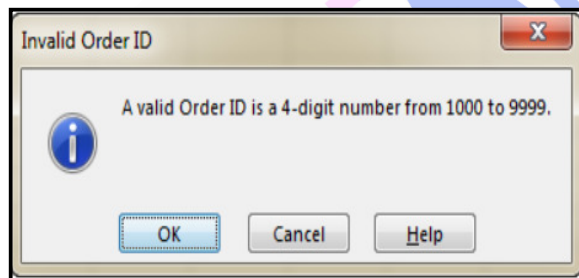 Invalid Order ID
A valid Order ID is a 4-digit number from 1000 to 9999.
OK Cancel Help